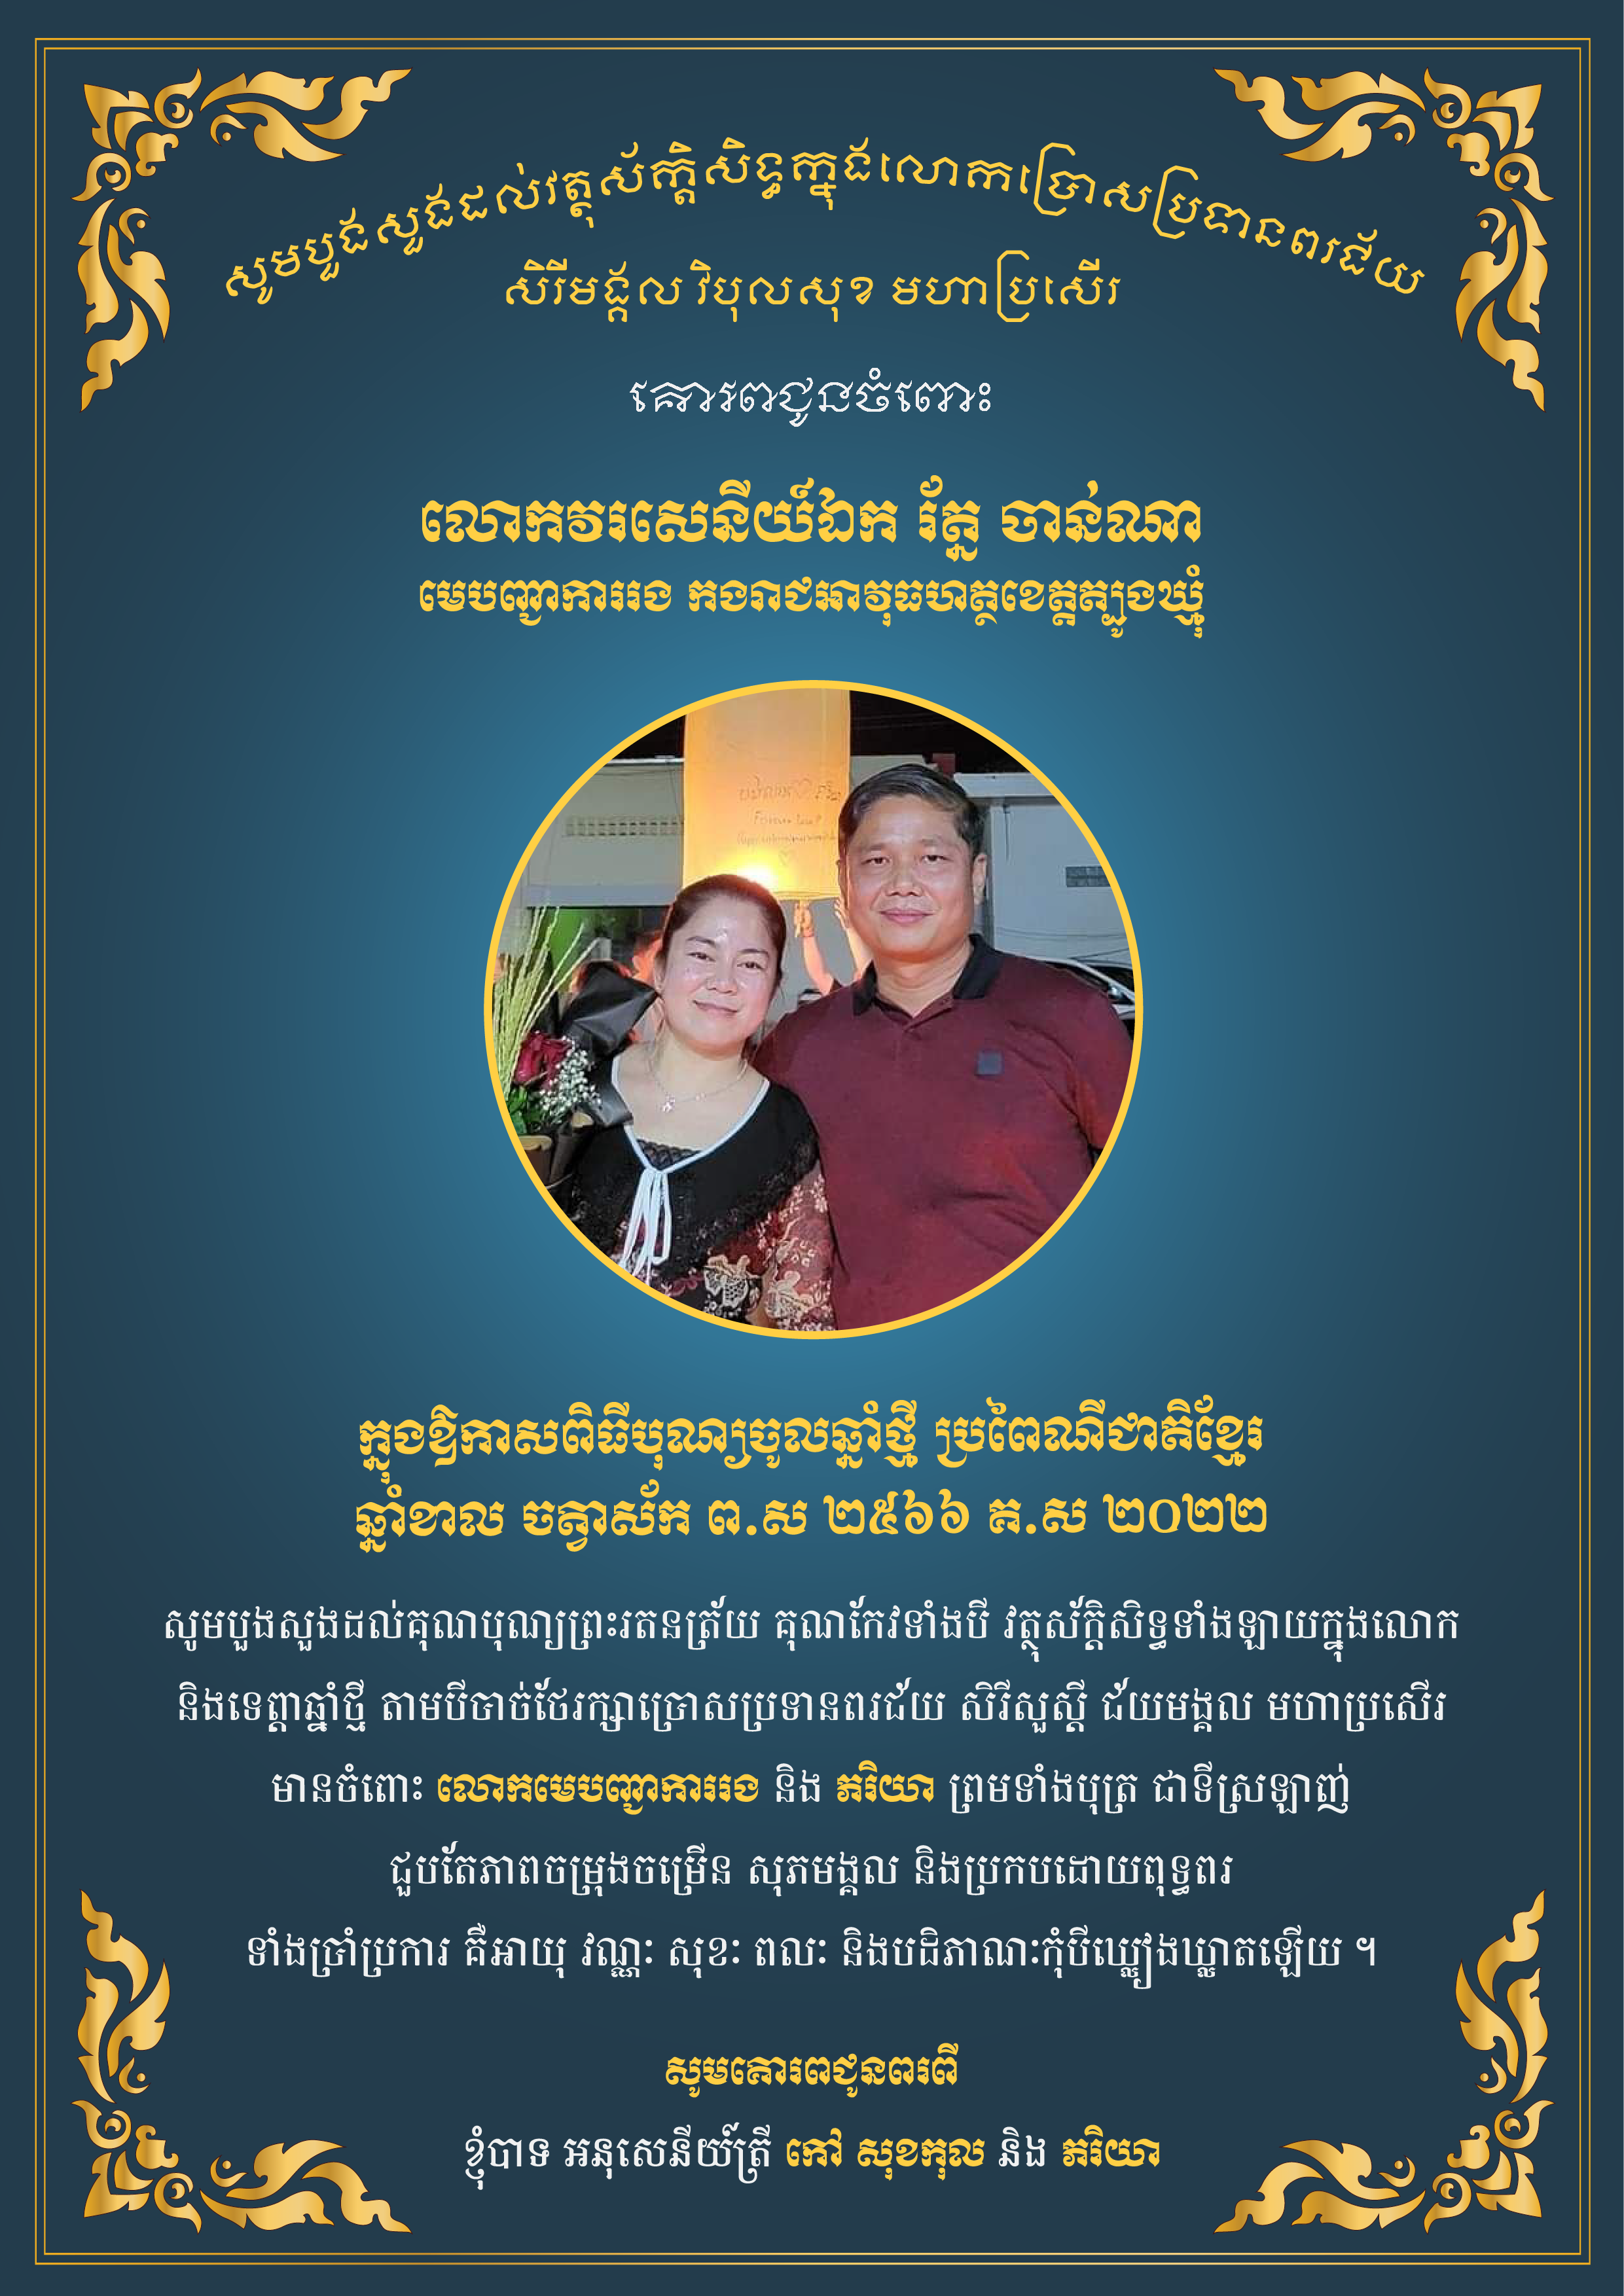 សូមបួងសួងដល់វត្ថុស័ក្តិសិទ្ធក្នុងលោកប្រោសប្រទានពរជ័យ
សិរីមង្គល វិបុលសុខ មហាប្រសើរ
គោរពជូនចំពោះ
លោកវរសេនីយ៍ឯក រ័ត្ន ចាន់ណា
មេបញ្ជាការរង កងរាជអាវុធហត្ថខេត្តត្បូងឃ្មុំ
Forever Love
ក្នុងឱកាសពិធីបុណ្យចូលឆ្នាំថ្មី ប្រពៃណីជាតិខ្មែរ
ឆ្នាំខាល ចត្វាស័ក ព.ស ២៥៦៦ គ.ស ២០២២
សូមបួងសួងដល់គុណបុណ្យព្រះរតនត្រ័យ គុណកែវទាំងបី វត្ថុស័ក្តិសិទ្ធទាំងឡាយក្នុងលោក
និងទេព្តាឆ្នាំថ្មី តាមបីបាច់ថែរក្សាប្រោសប្រទានពរជ័យ សិរីសួស្តី ជ័យមង្គល មហាប្រសើរ
មានចំពោះ លោកមេបញ្ជាការរង និង ភរិយា ព្រមទាំងបុត្រ ជាទីស្រឡាញ់
ជួបតែភាពចម្រុងចម្រើន សុភមង្គល និងប្រកបដោយពុទ្ធពរ
ទាំងប្រាំប្រការ គឺអាយុ វណ្ណៈ សុខៈ ពលៈ និងបដិភាណៈកុំបីឃ្លៀងឃ្លាតឡើយ ។
សូមគោរពជូនពរពី
ខ្ញុំបាទ អនុសេនីយ៍ត្រី កៅ សុខកុល និង ភរិយា